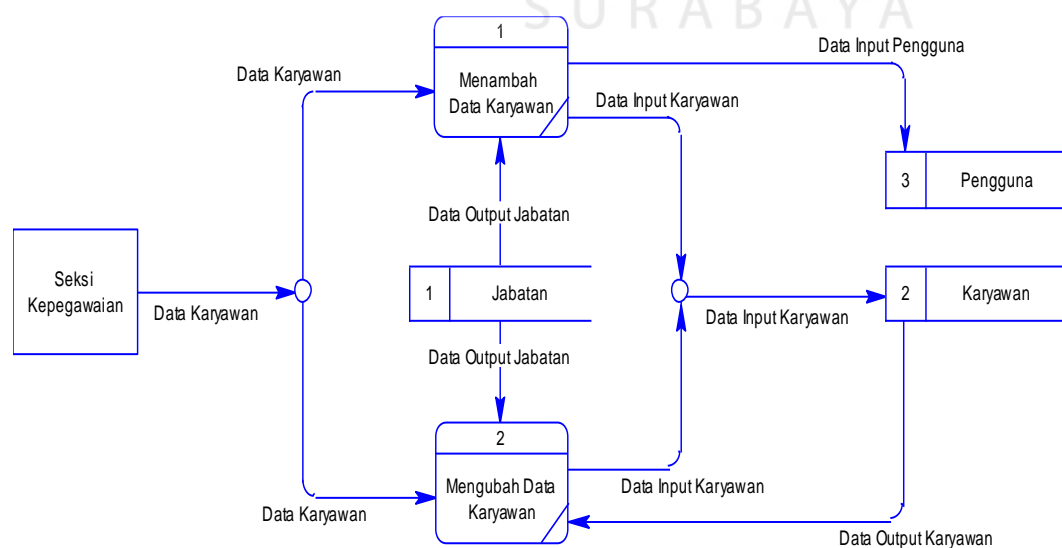 SURABAYA
1
Menambah
Data Karyawan
Data Input Pengguna
Data Karyawan
Data Input Karyawan
3
Pengguna
Data Output Jabatan
Seksi
Kepegawaian
Data Karyawan
1
Jabatan
2
Karyawan
Data Input Karyawan
Data Output Jabatan
2
Mengubah Data
Karyawan
Data Input Karyawan
Data Karyawan
Data Output Karyawan